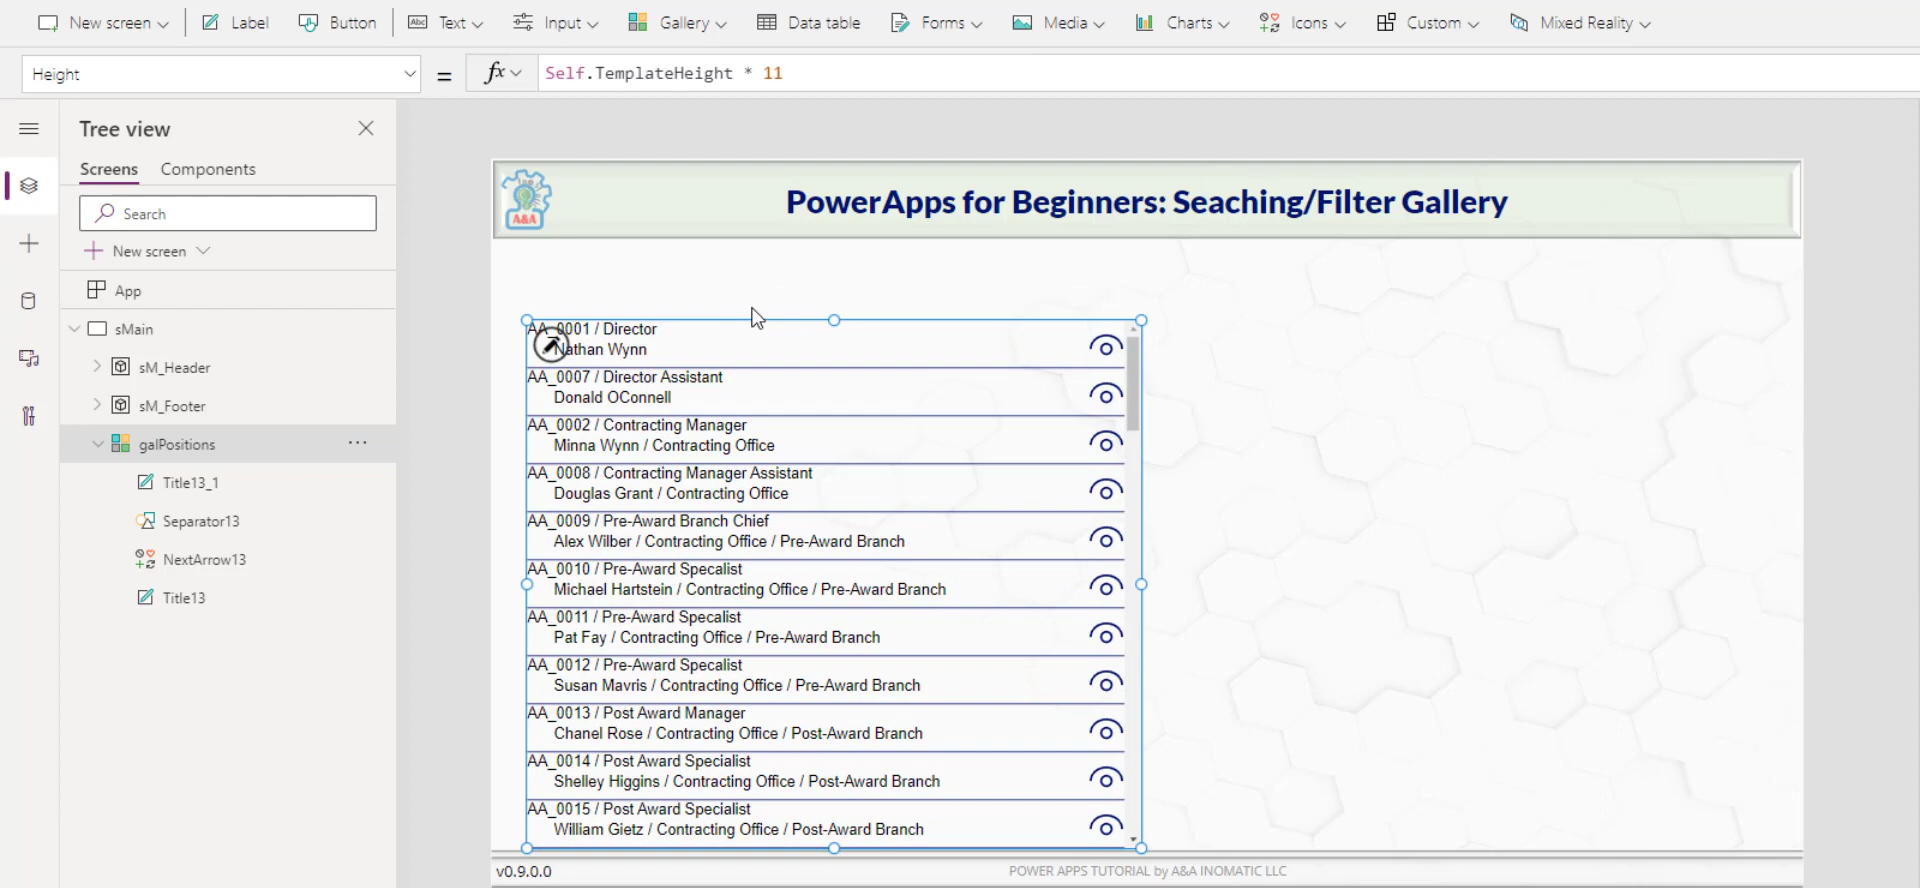 New screen
Label
Button
Abc Text
Input
Gallery
Data table
Forms
Media
Charts
Icons
Custom
Mixed Reality
Height
= fx Self.TemplateHeight * 11
Tree view
Screens Components
Search
New screen
App
sMain
sM_Header
sM_Footer
galPositions ...
Title13_1
Separator13
NextArrow13
Title13
A&A
PowerApps for Beginners: Seaching/Filter Gallery
AA_0001 / Director
Nathan Wynn
AA_0007 / Director Assistant
Donald OConnell
AA_0002 / Contracting Manager
Minna Wynn / Contracting Office
AA_0008 / Contracting Manager Assistant
Douglas Grant / Contracting Office
AA_0009 / Pre-Award Branch Chief
Alex Wilber / Contracting Office / Pre-Award Branch
AA_0010 / Pre-Award Specalist
Michael Hartstein / Contracting Office / Pre-Award Branch
AA_0011 / Pre-Award Specalist
Pat Fay / Contracting Office / Pre-Award Branch
AA_0012 / Pre-Award Specalist
Susan Mavris / Contracting Office / Pre-Award Branch
AA_0013 / Post Award Manager
Chanel Rose / Contracting Office / Post-Award Branch
AA_0014 / Post Award Specialist
Shelley Higgins / Contracting Office / Post-Award Branch
AA_0015 / Post Award Specialist
William Gietz / Contracting Office / Post-Award Branch
v0.9.0.0
POWER APPS TUTORIAL by A&A INOMATIC LLC